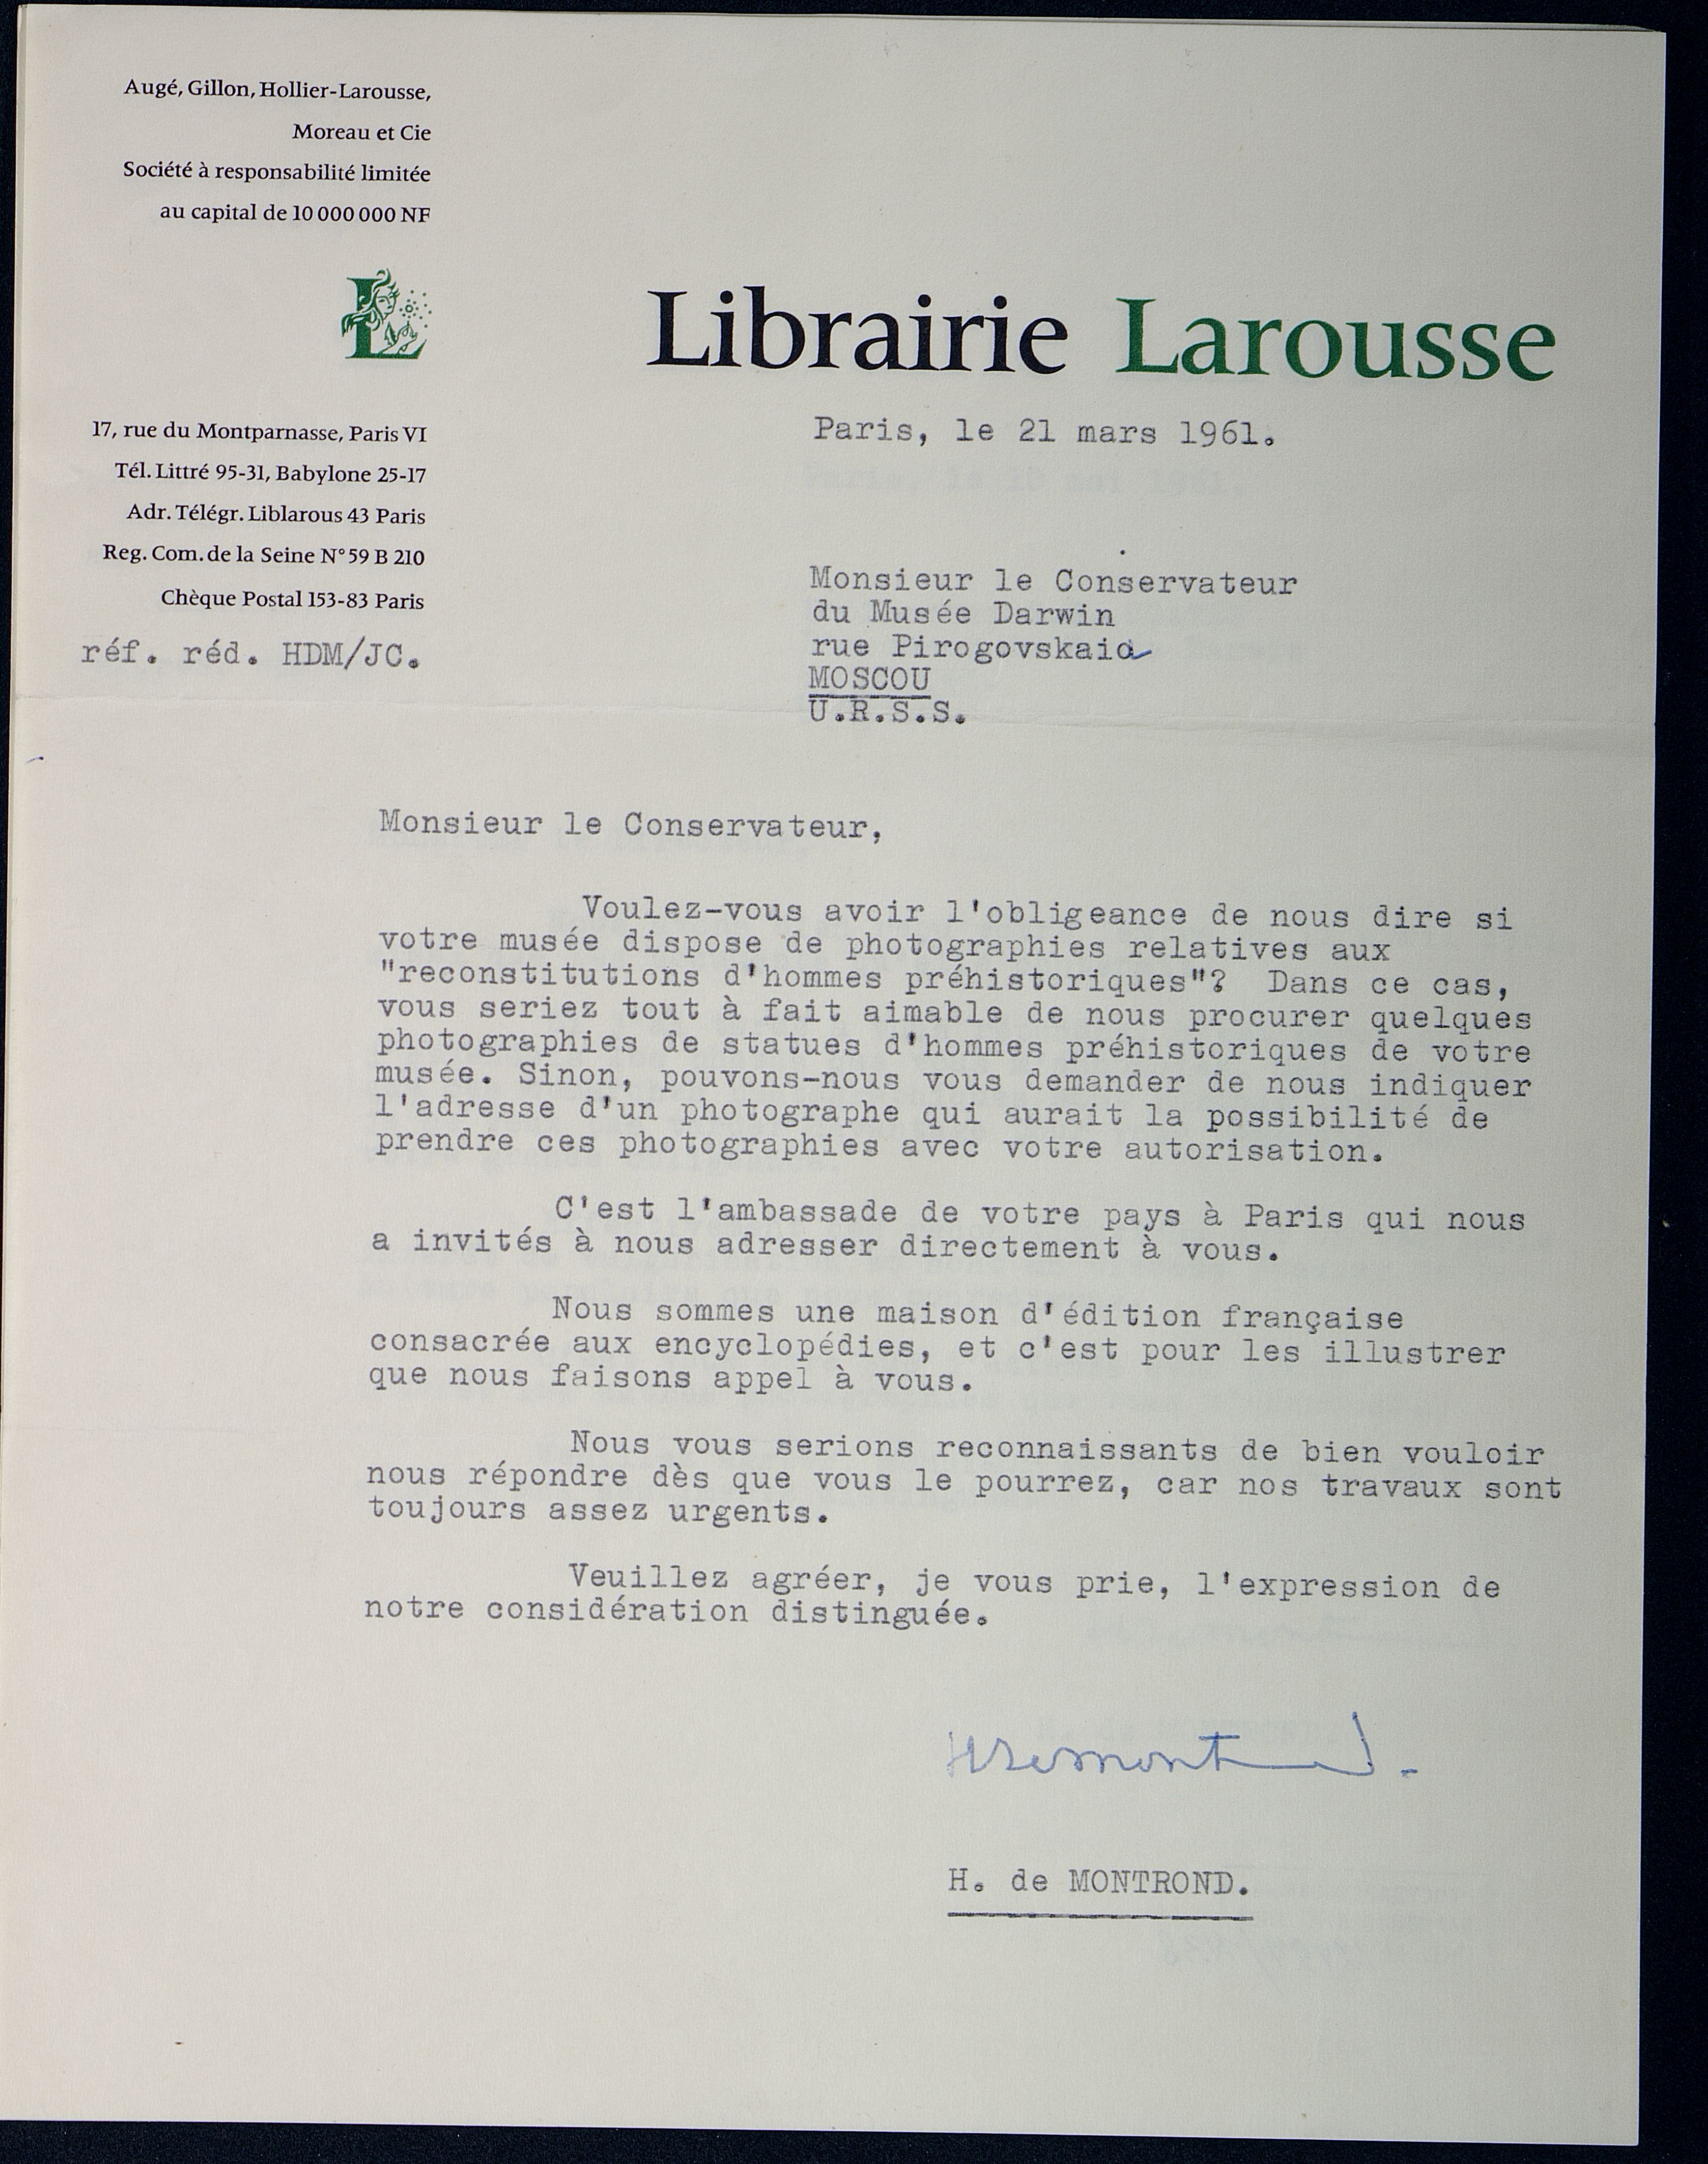 Augé, Gillon, Hollier-Larousse,
Moreau et Cie
Société à responsabilité limitée
au capital de 10 000 000 NF
Librairie Larousse
17, rue du Montparnasse, Paris VI
Tél. Littré 95-31, Babylone 25-17
Adr. Télégr. Liblarous 43 Paris
Reg. Com. de la Seine N° 59 B 210
Chèque Postal 153-83 Paris
réf. réd. HDM/JC.
Paris, le 21 mars 1961.
Monsieur le Conservateur
du Musée Darwin
rue Pirogovskaia
MOSCOU
U.R.S.S.
Monsieur le Conservateur,
Voulez-vous avoir l'obligeance de nous dire si
votre musée dispose de photographies relatives aux
"reconstitutions d'hommes préhistoriques"? Dans ce cas,
vous seriez tout à fait aimable de nous procurer quelques
photographies de statues d'hommes préhistoriques de votre
musée. Sinon, pouvons-nous vous demander de nous indiquer
l'adresse d'un photographe qui aurait la possibilité de
prendre ces photographies avec votre autorisation.
C'est l'ambassade de votre pays à Paris qui nous
a invités à nous adresser directement à vous.
Nous sommes une maison d'édition française
consacrée aux encyclopédies, et c'est pour les illustrer
que nous faisons appel à vous.
Nous vous serions reconnaissants de bien vouloir
nous répondre dès que vous le pourrez, car nos travaux sont
toujours assez urgents.
Veuillez agréer, je vous prie, l'expression de
notre considération distinguée.
H. de MONTROND.